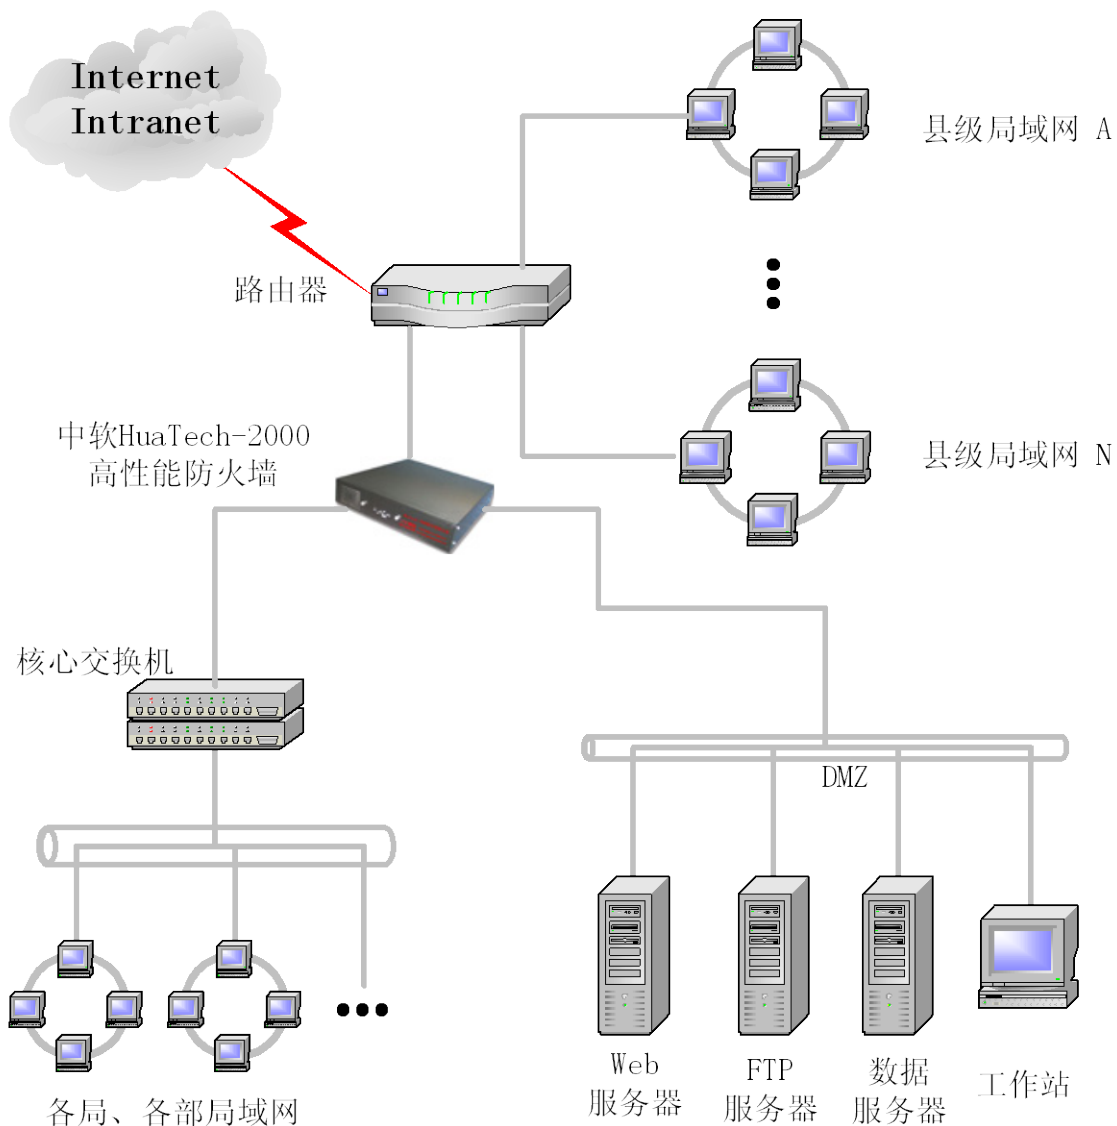 Internet
Intranet
县级局域网 A
路由器
中软HuaTech-2000
高性能防火墙
县级局域网 N
核心交换机
DMZ
Web
服务器
FTP
服务器
数据
服务器
工作站
各局、各部局域网